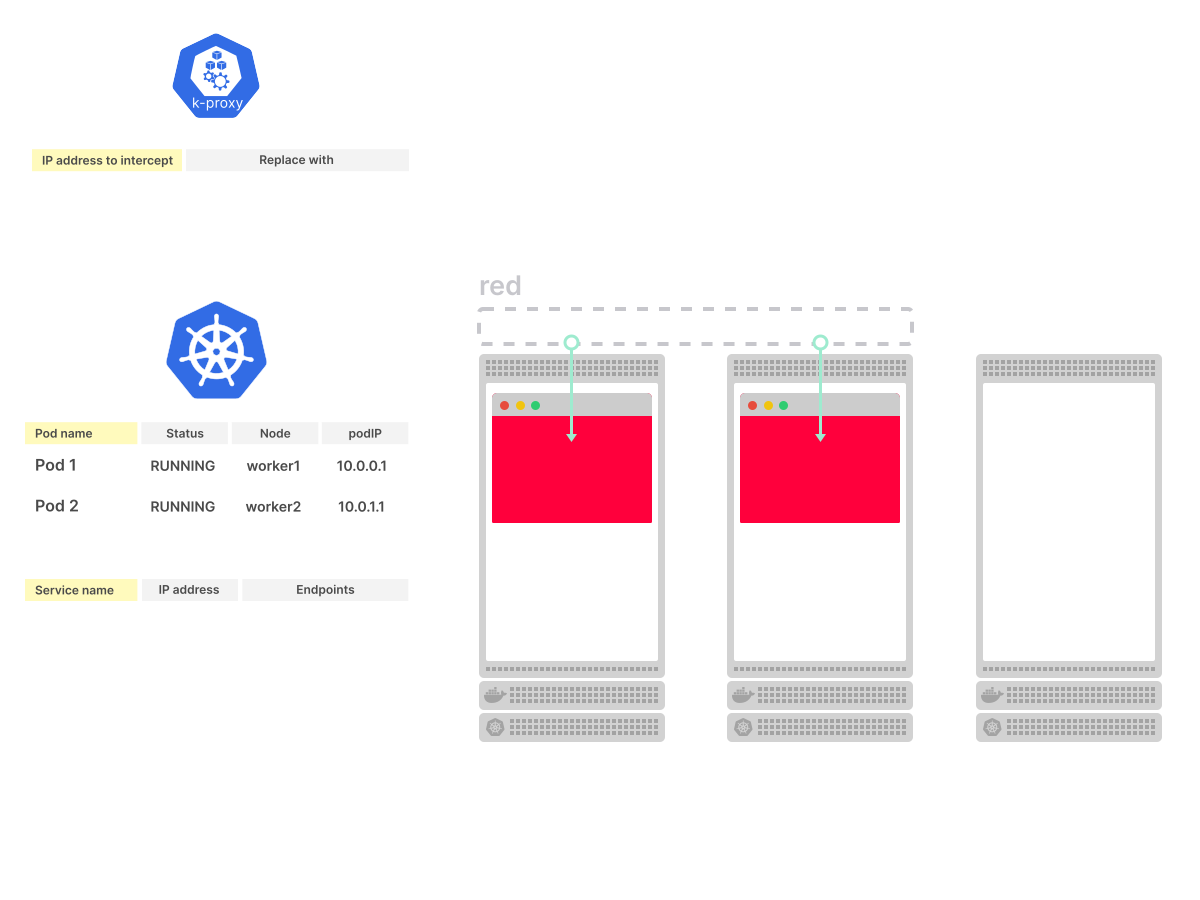 k-proxy
IP address to intercept Replace with
red
Pod name Status Node podIP
Pod 1 RUNNING worker1 10.0.0.1
Pod 2 RUNNING worker2 10.0.1.1
Service name IP address Endpoints